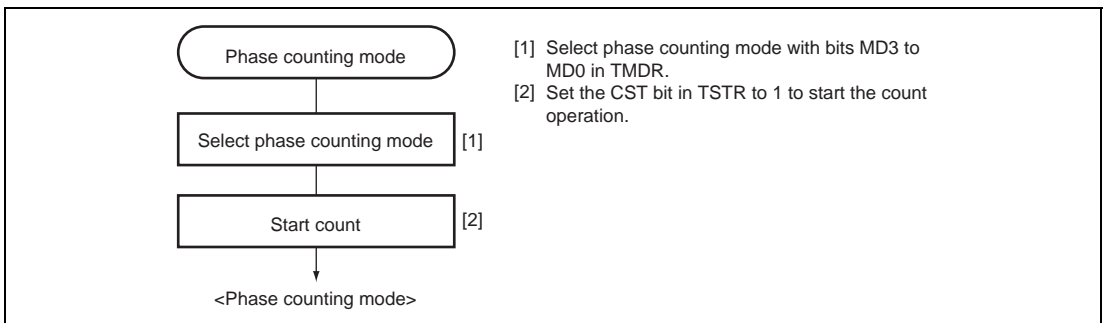 Phase counting mode
Select phase counting mode [1]
Start count [2]
<Phase counting mode>
[1] Select phase counting mode with bits MD3 to
MD0 in TMDR.
[2] Set the CST bit in TSTR to 1 to start the count
operation.